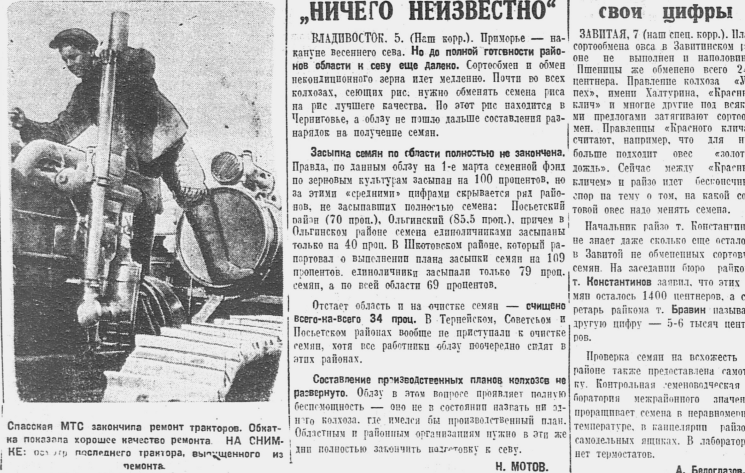 „НИЧЕГО НЕИЗВЕСТНО“
ВЛАДИВОСТОК, 5. (Наш корр.). Приморье — на-
кануне весеннего сева. Но до полной готовности райо-
нов области к севу еще далеко. Сортообмен и обмен
некондиционного зерна идет медленно. Почти во всех
колхозах, сеющих рис, нужно обменять семена риса
на рис лучшего качества. Но этот рис находится в
Черниговье, а облзу не пошло дальше составления раз-
нарядок на получение семян.
Засыпка семян по области полностью не закончена.
Правда, по данным облзу на 1-е марта семенной фонд
по зерновым культурам засыпан на 100 процентов, но
за этими «средними» цифрами скрывается ряд райо-
нов, не засыпавших полностью семена: Посьетский
район (70 проц.), Ольгинский (85,5 проц.), причем в
Ольгинском районе семена единоличниками засыпаны
только на 40 проц. В Шкотовском районе, который ра-
портовал о выполнении плана засыпки семян на 109
процентов, единоличники засыпали только 79 проц.
семян, а по всей области 69 процентов.
Отстает область и на очистке семян — очищено
всего-на-всего 34 проц. В Тернейском, Советском и
Посьетском районах вообще не приступали к очистке
семян, хотя все работники облзу поочередно сидят в
этих районах.
Составление производственных планов колхозов не
развернуто. Облзу в этом вопросе проявляет полную
беспомощность — оно не в состоянии назвать ни од-
ного колхоза, где имелся бы производственный план.
Областным и районным организациям нужно в эти же
дни полностью закончить подготовку к севу.
Н. МОТОВ.
Спасская МТС закончила ремонт тракторов. Обкат-
ка показала хорошее качество ремонта. НА СНИМ-
КЕ: последнего трактора, выпущенного из
ремонта.
свои цифры
ЗАВИТАЯ, 7 (наш спец. корр.).
сортообмена овса в Завитинском
не выполнен и наполовин
Пшеницы же обменено всего
центнера. Правление колхоза
пех», имени Халтурина, «Красн
клич» и многие другие под всяк
ми предлогами затягивают сортоо
мен. Правленцы «Красного клич
считают, например, что для
больше подходит овес «золот
дождь». Сейчас между «Красн
кличем» и райзо идет бесконечн
спор на тему о том, на какой со
товой овес надо менять семена.
Начальник райзо т. Константин
не знает даже сколько еще остало
в Завитой не обмененных сортову
семян. На заседании бюро райко
т. Константинов заявил, что этих
мян осталось 1400 центнеров, а с
ретарь райкома т. Бравин называ
другую цифру — 5-6 тысяч цент
ров.
Проверка семян на всхожесть
районе также предоставлена самот
ку. Контрольная семеноводческая
боратория межрайонного значен
проращивает семена в неравномерн
температуре, в канцелярии райзо
самодельных ящиках. В лаборатор
нет термостатов.
А. Белоглазов.